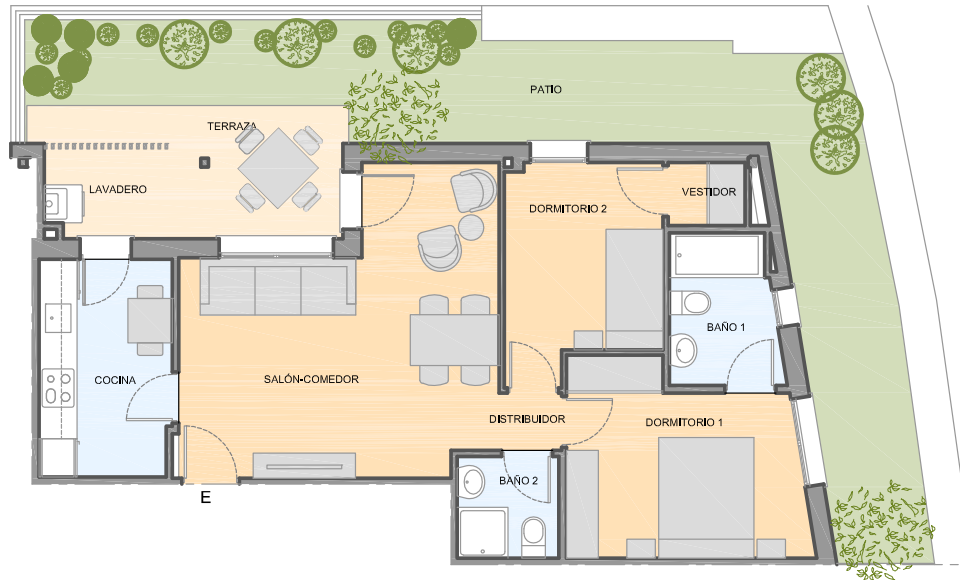 PATIO
TERRAZA
LAVADERO
VESTIDOR
DORMITORIO 2
BAÑO 1
COCINA
SALÓN-COMEDOR
DISTRIBUIDOR
DORMITORIO 1
BAÑO 2
E